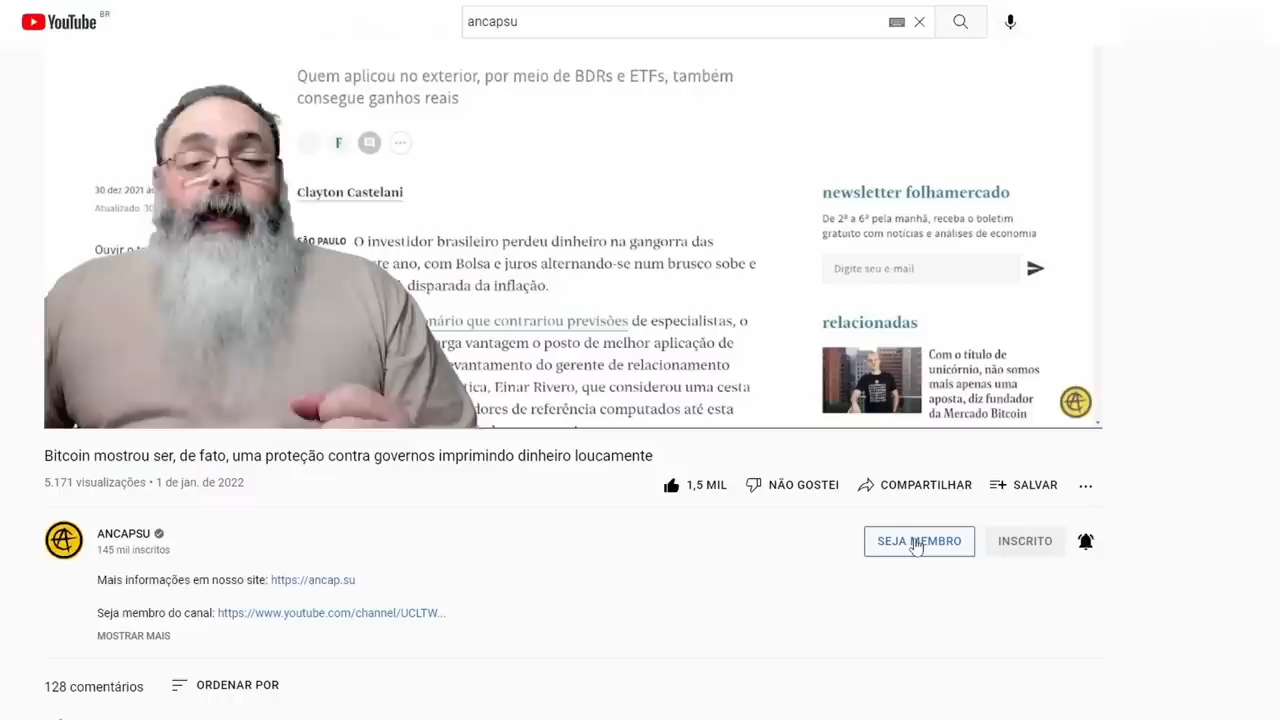 YouTube BR
ancapsu
Quem aplicou no exterior, por meio de BDRs e ETFs, também
consegue ganhos reais
F
30 dez 2021
Atualizado 30
Clayton Castelani
Ouvir o
SÃO PAULO O investidor brasileiro perdeu dinheiro na gangorra das
te ano, com Bolsa e juros alternando-se num brusco sobe e
disparada da inflação.
nário que contrariou previsões de especialistas, o
rga vantagem o posto de melhor aplicação de
evantamento do gerente de relacionamento
tica, Einar Rivero, que considerou uma cesta
dores de referência computados até esta
newsletter folhamercado
De 2ª a 6ª pela manhã, receba o boletim
gratuito com notícias e análises de economia
Digite seu e-mail
relacionadas
Com o título de
unicórnio, não somos
mais apenas uma
aposta, diz fundador
da Mercado Bitcoin
Bitcoin mostrou ser, de fato, uma proteção contra governos imprimindo dinheiro loucamente
5.171 visualizações • 1 de jan. de 2022
1,5 MIL NÃO GOSTEI COMPARTILHAR SALVAR ...
ANCAPSU
145 mil inscritos
SEJA MEMBRO INSCRITO
Mais informações em nosso site: https://ancap.su
Seja membro do canal: https://www.youtube.com/channel/UCLTW...
MOSTRAR MAIS
128 comentários ORDENAR POR